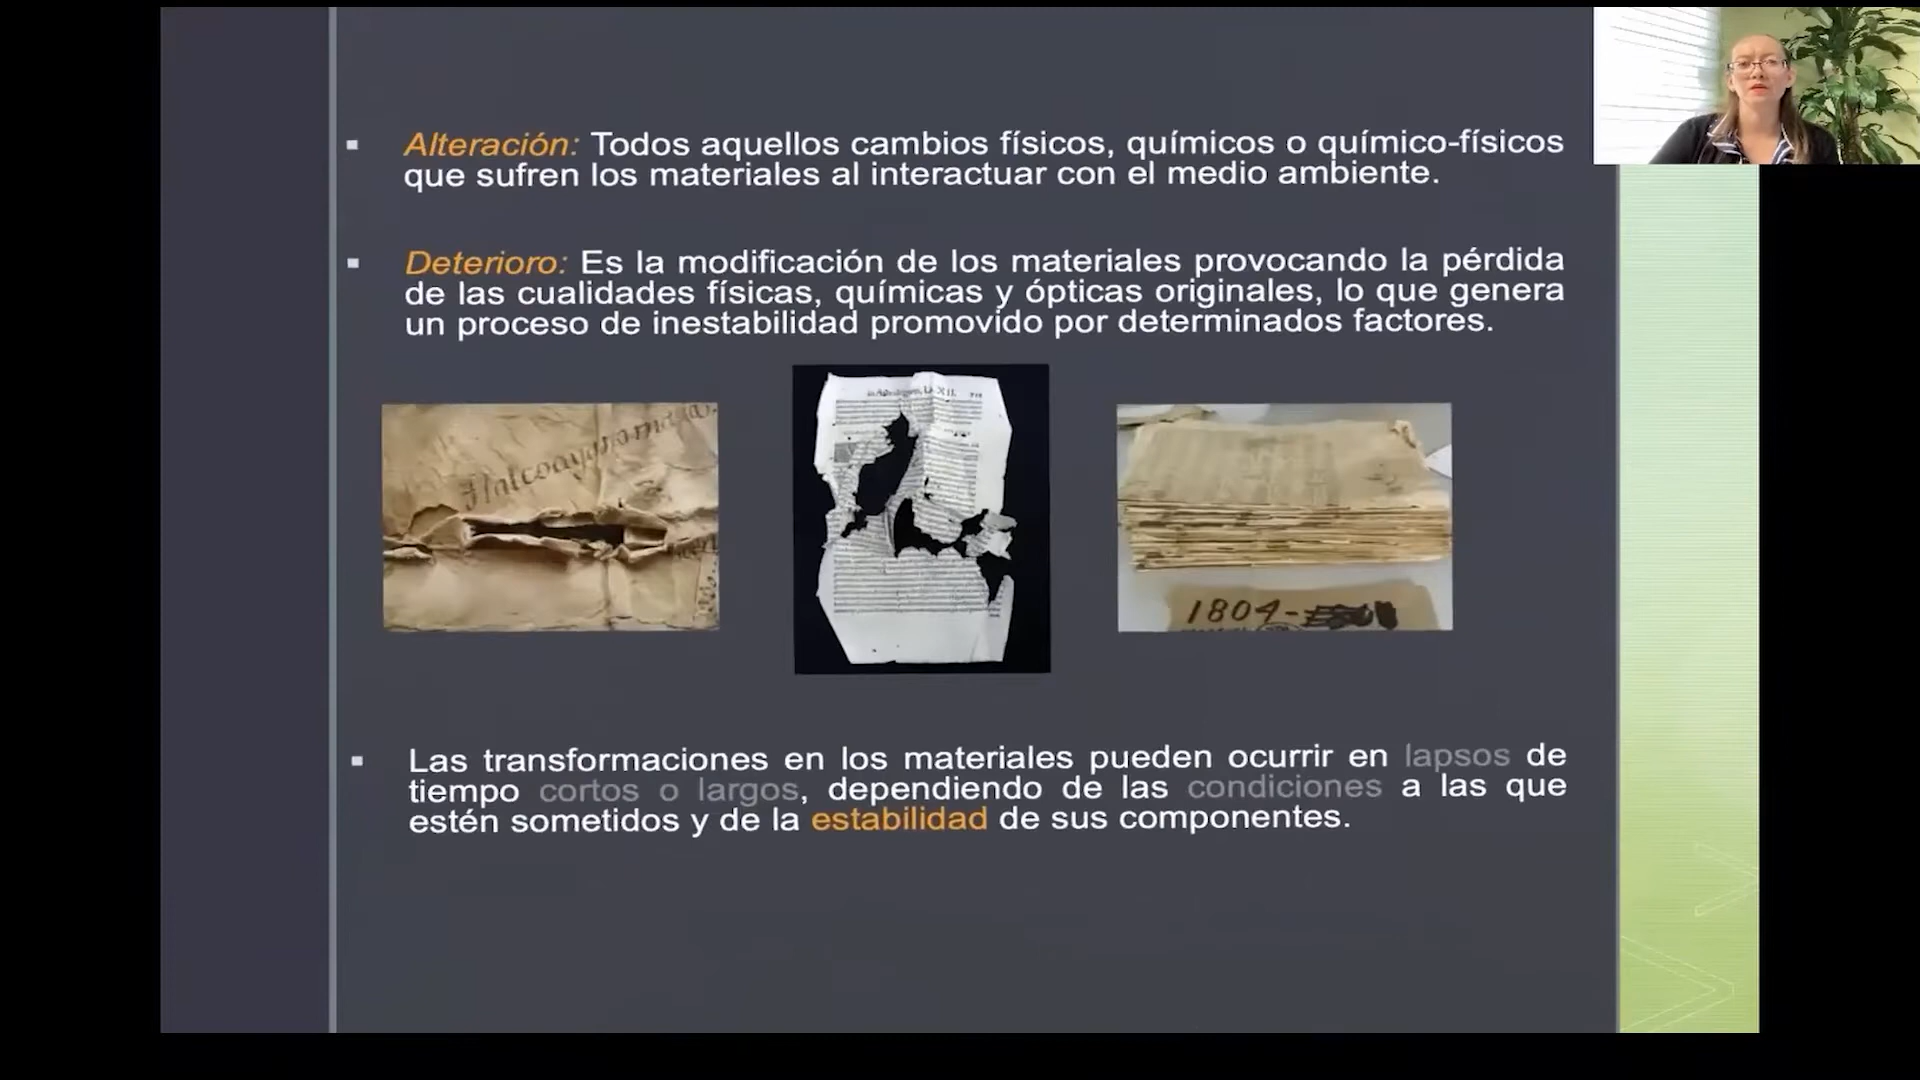 Alteración: Todos aquellos cambios físicos, químicos o químico-físicos
que sufren los materiales al interactuar con el medio ambiente.
Deterioro: Es la modificación de los materiales provocando la pérdida
de las cualidades físicas, químicas y ópticas originales, lo que genera
un proceso de inestabilidad promovido por determinados factores.
1804-
Las transformaciones en los materiales pueden ocurrir en lapsos de
tiempo cortos o largos, dependiendo de las condiciones a las que
estén sometidos y de la estabilidad de sus componentes.